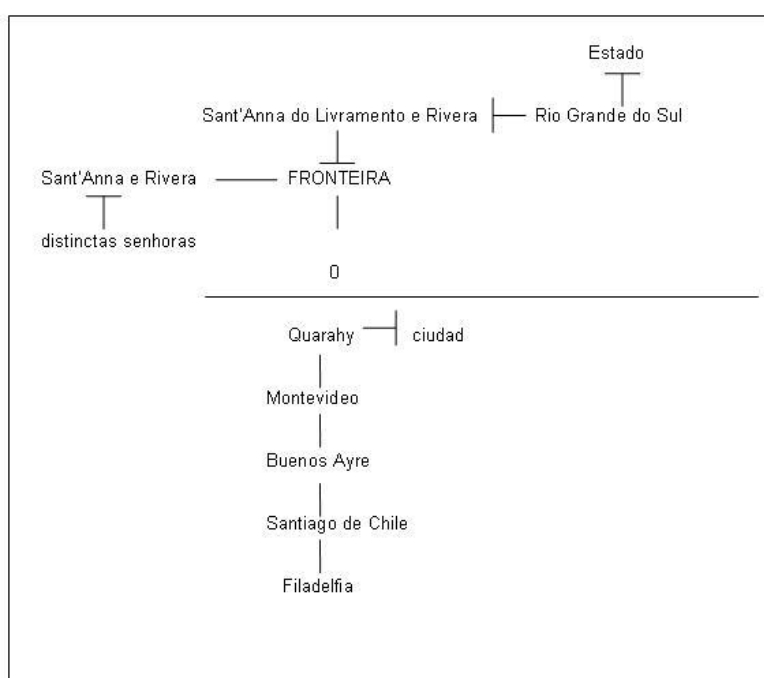 Estado
Sant'Anna do Livramento e Rivera
Rio Grande do Sul
Sant'Anna e Rivera
FRONTEIRA
distinctas senhoras
0
Quarahy
ciudad
Montevideo
Buenos Ayre
Santiago de Chile
Filadelfia